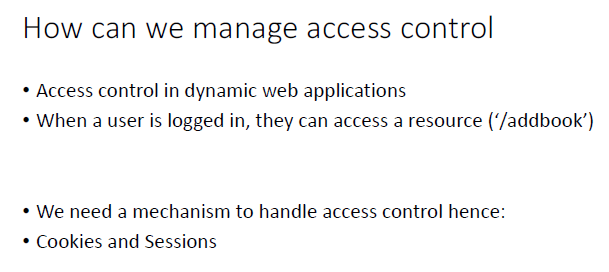 How can we manage access control
• Access control in dynamic web applications
• When a user is logged in, they can access a resource (‘/addbook’)
• We need a mechanism to handle access control hence:
• Cookies and Sessions